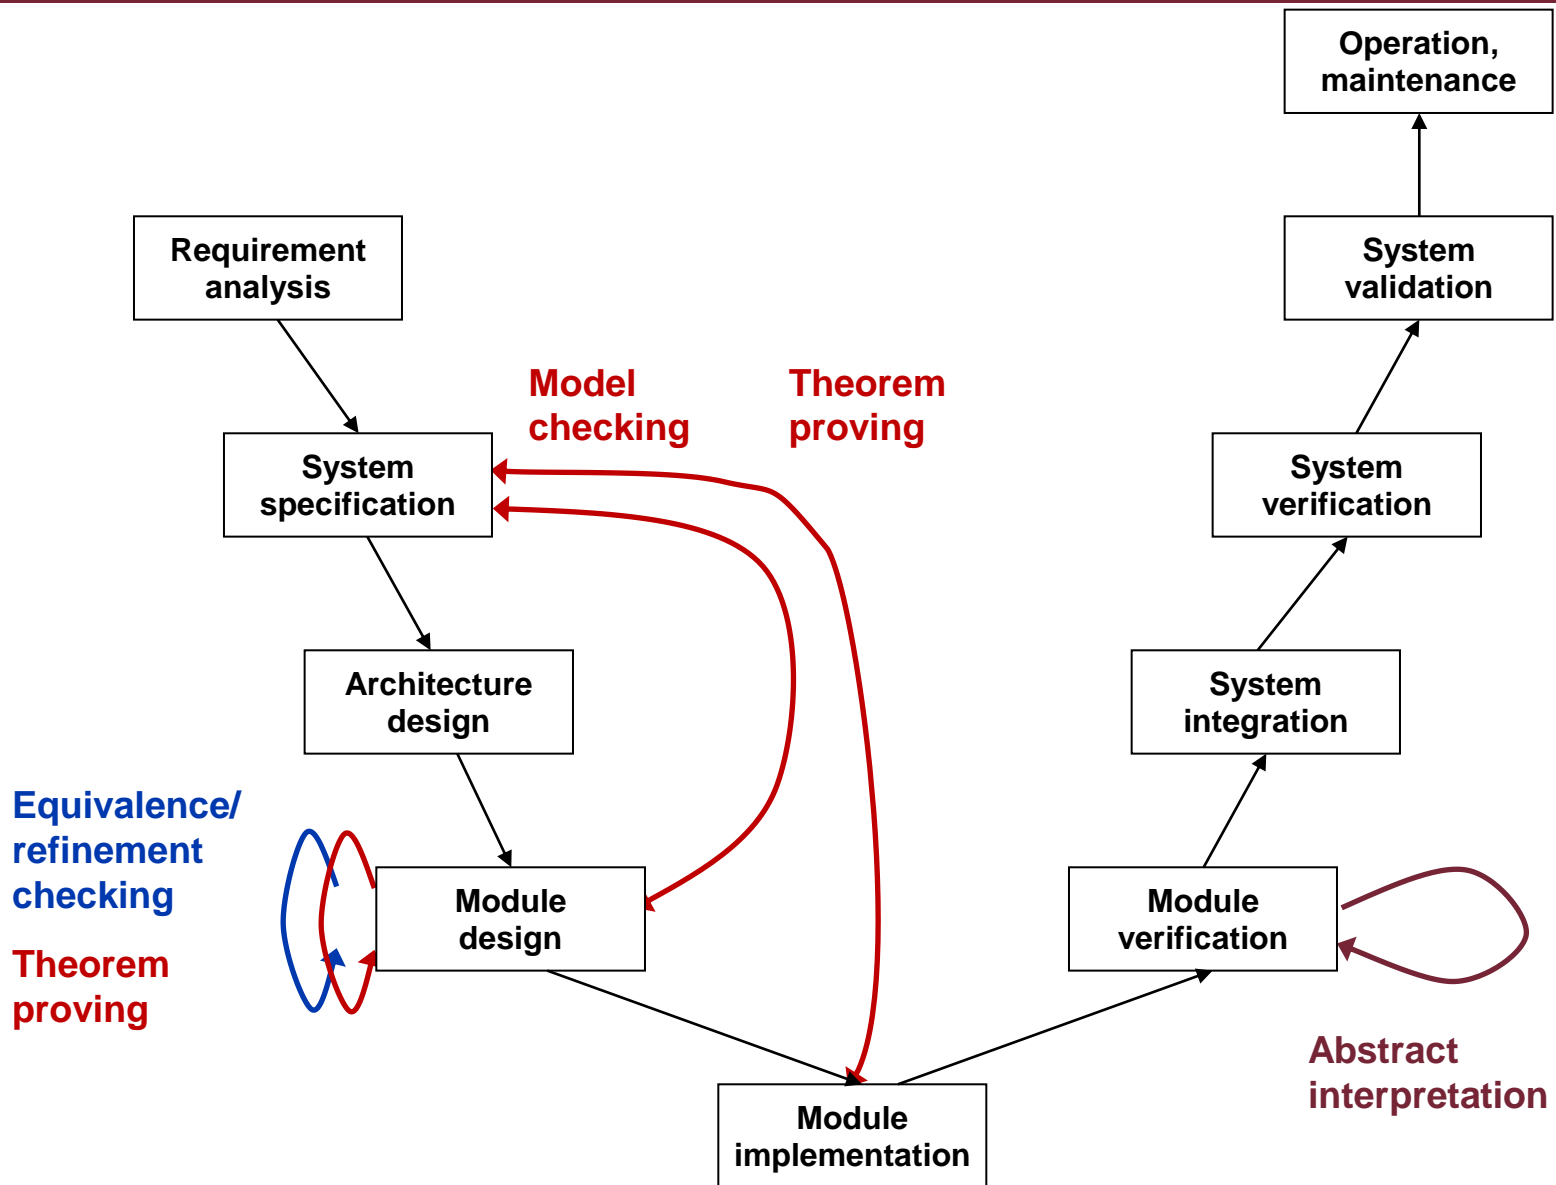 Operation,
maintenance
Requirement
analysis
System
validation
Model
checking
Theorem
proving
System
specification
System
verification
Architecture
design
System
integration
Equivalence/
refinement
checking
Theorem
proving
Module
design
Module
verification
Abstract
interpretation
Module
implementation